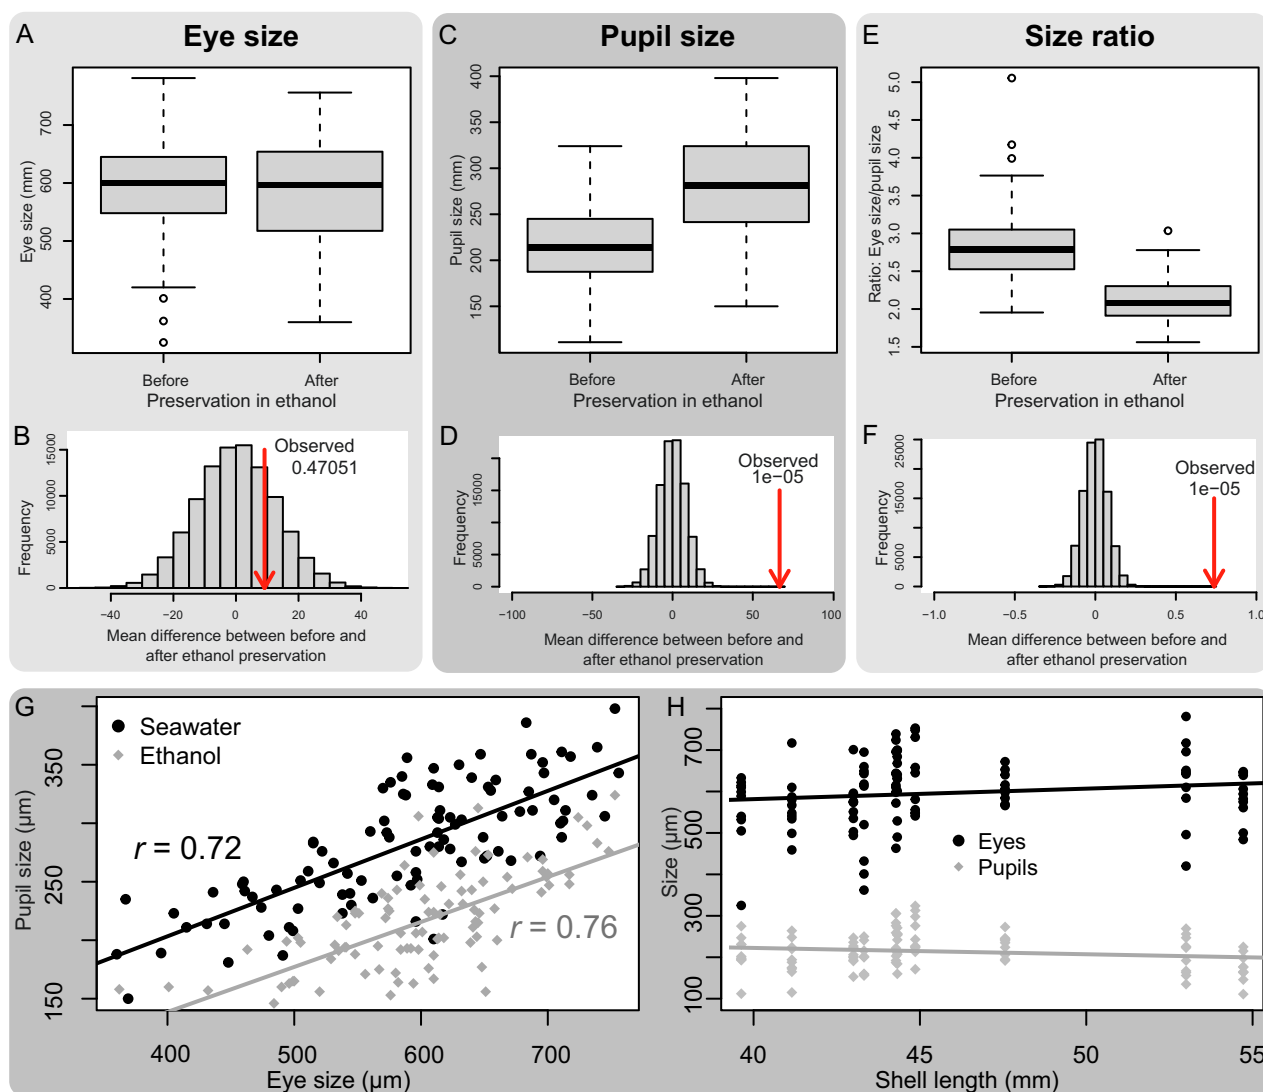 A
Eye size
Eye size (mm)
700
600
500
400
Before
After
Preservation in ethanol
B
Frequency
15000
10000
5000
0
Observed
0.47051
−40
−20
0
20
40
Mean difference between before and
after ethanol preservation
C
Pupil size
Pupil size (mm)
400
350
300
250
200
150
Before
After
Preservation in ethanol
D
Frequency
15000
5000
0
Observed
1e−05
−100
−50
0
50
100
Mean difference between before and
after ethanol preservation
E
Size ratio
Ratio: Eye size/pupil size
5.0
4.5
4.0
3.5
3.0
2.5
2.0
1.5
Before
After
Preservation in ethanol
F
Frequency
25000
15000
5000
0
Observed
1e−05
−1.0
−0.5
0
0.5
1.0
Mean difference between before and
after ethanol preservation
G
Seawater
Ethanol
r = 0.72
r = 0.76
Pupil size (µm)
350
250
150
400
500
600
700
Eye size (µm)
H
Size (µm)
700
500
300
100
Eyes
Pupils
40
45
50
55
Shell length (mm)